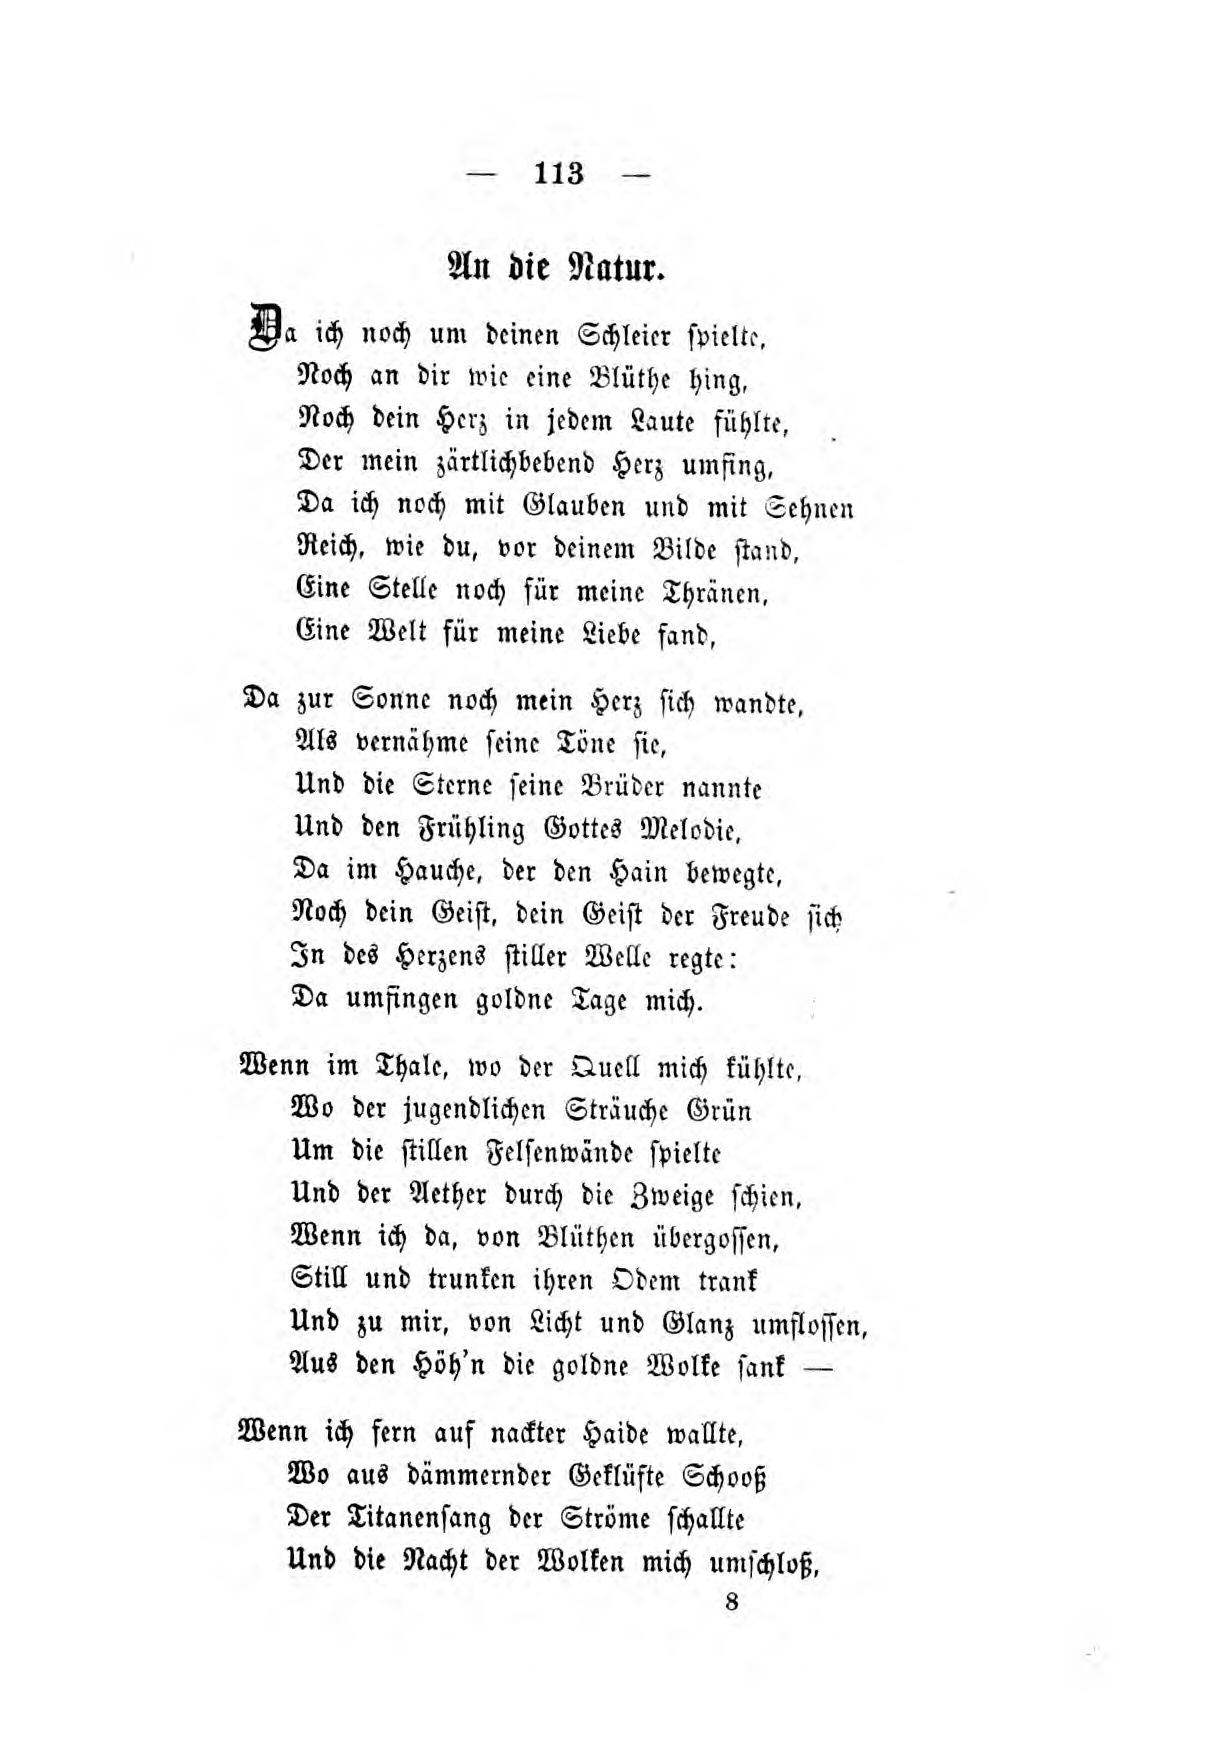 — 113 —
An die Natur.
Da ich noch um deinen Schleier spielte,
Noch an dir wie eine Blüthe hing,
Noch dein Herz in jedem Laute fühlte,
Der mein zärtlichbebend Herz umfing,
Da ich noch mit Glauben und mit Sehnen
Reich, wie du, vor deinem Bilde stand,
Eine Stelle noch für meine Thränen,
Eine Welt für meine Liebe fand,
Da zur Sonne noch mein Herz sich wandte,
Als vernähme seine Töne sie,
Und die Sterne seine Brüder nannte
Und den Frühling Gottes Melodie,
Da im Hauche, der den Hain bewegte,
Noch dein Geist, dein Geist der Freude sich
In des Herzens stiller Welle regte:
Da umfingen goldne Tage mich.
Wenn im Thale, wo der Quell mich kühlte,
Wo der jugendlichen Sträuche Grün
Um die stillen Felsenwände spielte
Und der Aether durch die Zweige schien,
Wenn ich da, von Blüthen übergossen,
Still und trunken ihren Odem trank
Und zu mir, von Licht und Glanz umflossen,
Aus den Höh'n die goldne Wolke sank —
Wenn ich fern auf nackter Haide wallte,
Wo aus dämmernder Geklüfte Schooß
Der Titanensang der Ströme schallte
Und die Nacht der Wolken mich umschloß,
8